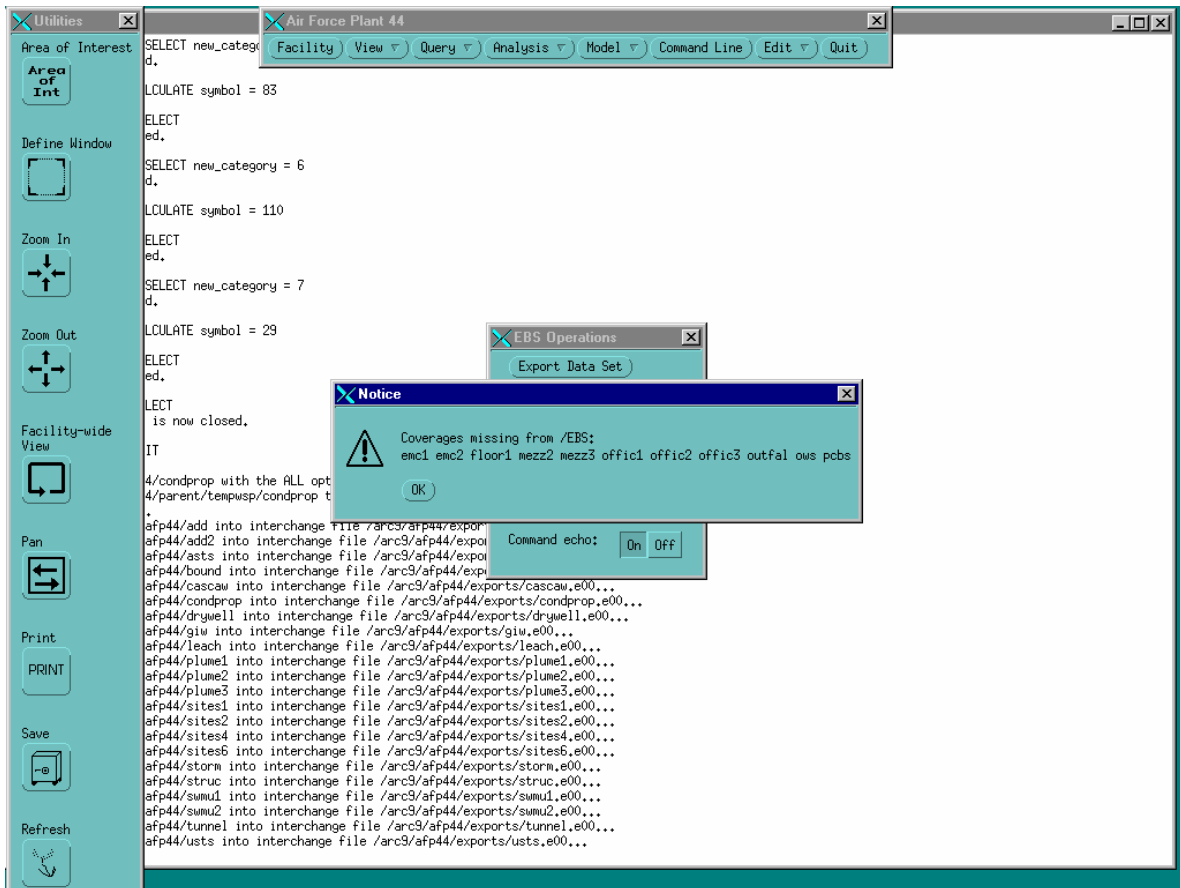 Utilities
Area of Interest
Area
of
Int
Define Window
Zoom In
Zoom Out
Facility-wide
View
Pan
Print
PRINT
Save
Refresh
Air Force Plant 44
Facility View Query Analysis Model Command Line Edit Quit
SELECT new_catego
d.
LCULATE symbol = 83
ELECT
ed.
SELECT new_category = 6
d.
LCULATE symbol = 110
ELECT
ed.
SELECT new_category = 7
d.
LCULATE symbol = 29
ELECT
ed.
LECT
is now closed.
IT
4/condprop with the ALL opt
4/parent/tempwsp/condprop t
.
afp44/add into interchange file /arc9/afp44/export
afp44/add2 into interchange file /arc9/afp44/expor
afp44/asts into interchange file /arc9/afp44/expor
afp44/bound into interchange file /arc9/afp44/expo
afp44/cascaw into interchange file /arc9/afp44/exports/cascaw.e00...
afp44/condprop into interchange file /arc9/afp44/exports/condprop.e00...
afp44/drywell into interchange file /arc9/afp44/exports/drywell.e00...
afp44/giw into interchange file /arc9/afp44/exports/giw.e00...
afp44/leach into interchange file /arc9/afp44/exports/leach.e00...
afp44/plume1 into interchange file /arc9/afp44/exports/plume1.e00...
afp44/plume2 into interchange file /arc9/afp44/exports/plume2.e00...
afp44/plume3 into interchange file /arc9/afp44/exports/plume3.e00...
afp44/sites1 into interchange file /arc9/afp44/exports/sites1.e00...
afp44/sites2 into interchange file /arc9/afp44/exports/sites2.e00...
afp44/sites4 into interchange file /arc9/afp44/exports/sites4.e00...
afp44/sites6 into interchange file /arc9/afp44/exports/sites6.e00...
afp44/storm into interchange file /arc9/afp44/exports/storm.e00...
afp44/struc into interchange file /arc9/afp44/exports/struc.e00...
afp44/swmu1 into interchange file /arc9/afp44/exports/swmu1.e00...
afp44/swmu2 into interchange file /arc9/afp44/exports/swmu2.e00...
afp44/tunnel into interchange file /arc9/afp44/exports/tunnel.e00...
afp44/usts into interchange file /arc9/afp44/exports/usts.e00...
EBS Operations
Export Data Set
Notice
Coverages missing from /EBS:
emc1 emc2 floor1 mezz2 mezz3 offic1 offic2 offic3 outfal ows pcbs
OK
Command echo: On Off